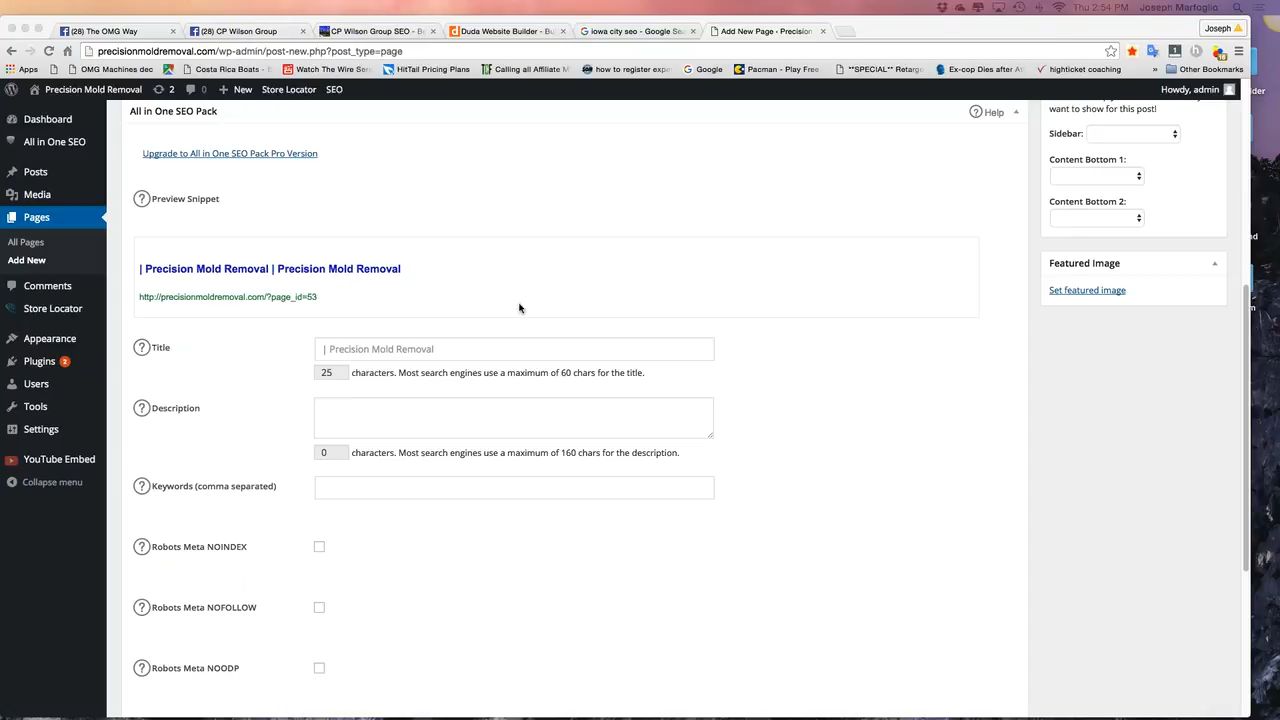 Thu 2:54 PM Joseph Martoglio
(28) The OMG Way
(28) CP Wilson Group
CP Wilson Group SEO - B
Duda Website Builder - Bu
iowa city seo - Google Sea
Add New Page ‹ Precision
Joseph
precisionmoldremoval.com/wp-admin/post-new.php?post_type=page
Apps
OMG Machines dec
Costa Rica Boats -
Watch The Wire Serr
HitTail Pricing Plans
Calling all Affiliate M
how to register expir
Google
Pacman - Play Free
**SPECIAL** Retarg
Ex-cop Dies after A
highticket coaching
»
Other Bookmarks
Precision Mold Removal
2
0
+ New
Store Locator
SEO
Howdy, admin
Dashboard
All in One SEO
Posts
Media
Pages
All Pages
Add New
Comments
Store Locator
Appearance
Plugins 2
Users
Tools
Settings
YouTube Embed
Collapse menu
All in One SEO Pack
Help
Upgrade to All in One SEO Pack Pro Version
? Preview Snippet
| Precision Mold Removal | Precision Mold Removal
http://precisionmoldremoval.com/?page_id=53
? Title
| Precision Mold Removal
25 characters. Most search engines use a maximum of 60 chars for the title.
? Description
0 characters. Most search engines use a maximum of 160 chars for the description.
? Keywords (comma separated)
? Robots Meta NOINDEX
? Robots Meta NOFOLLOW
? Robots Meta NOODP
want to show for this post!
Sidebar:
Content Bottom 1:
Content Bottom 2:
Featured Image
Set featured image